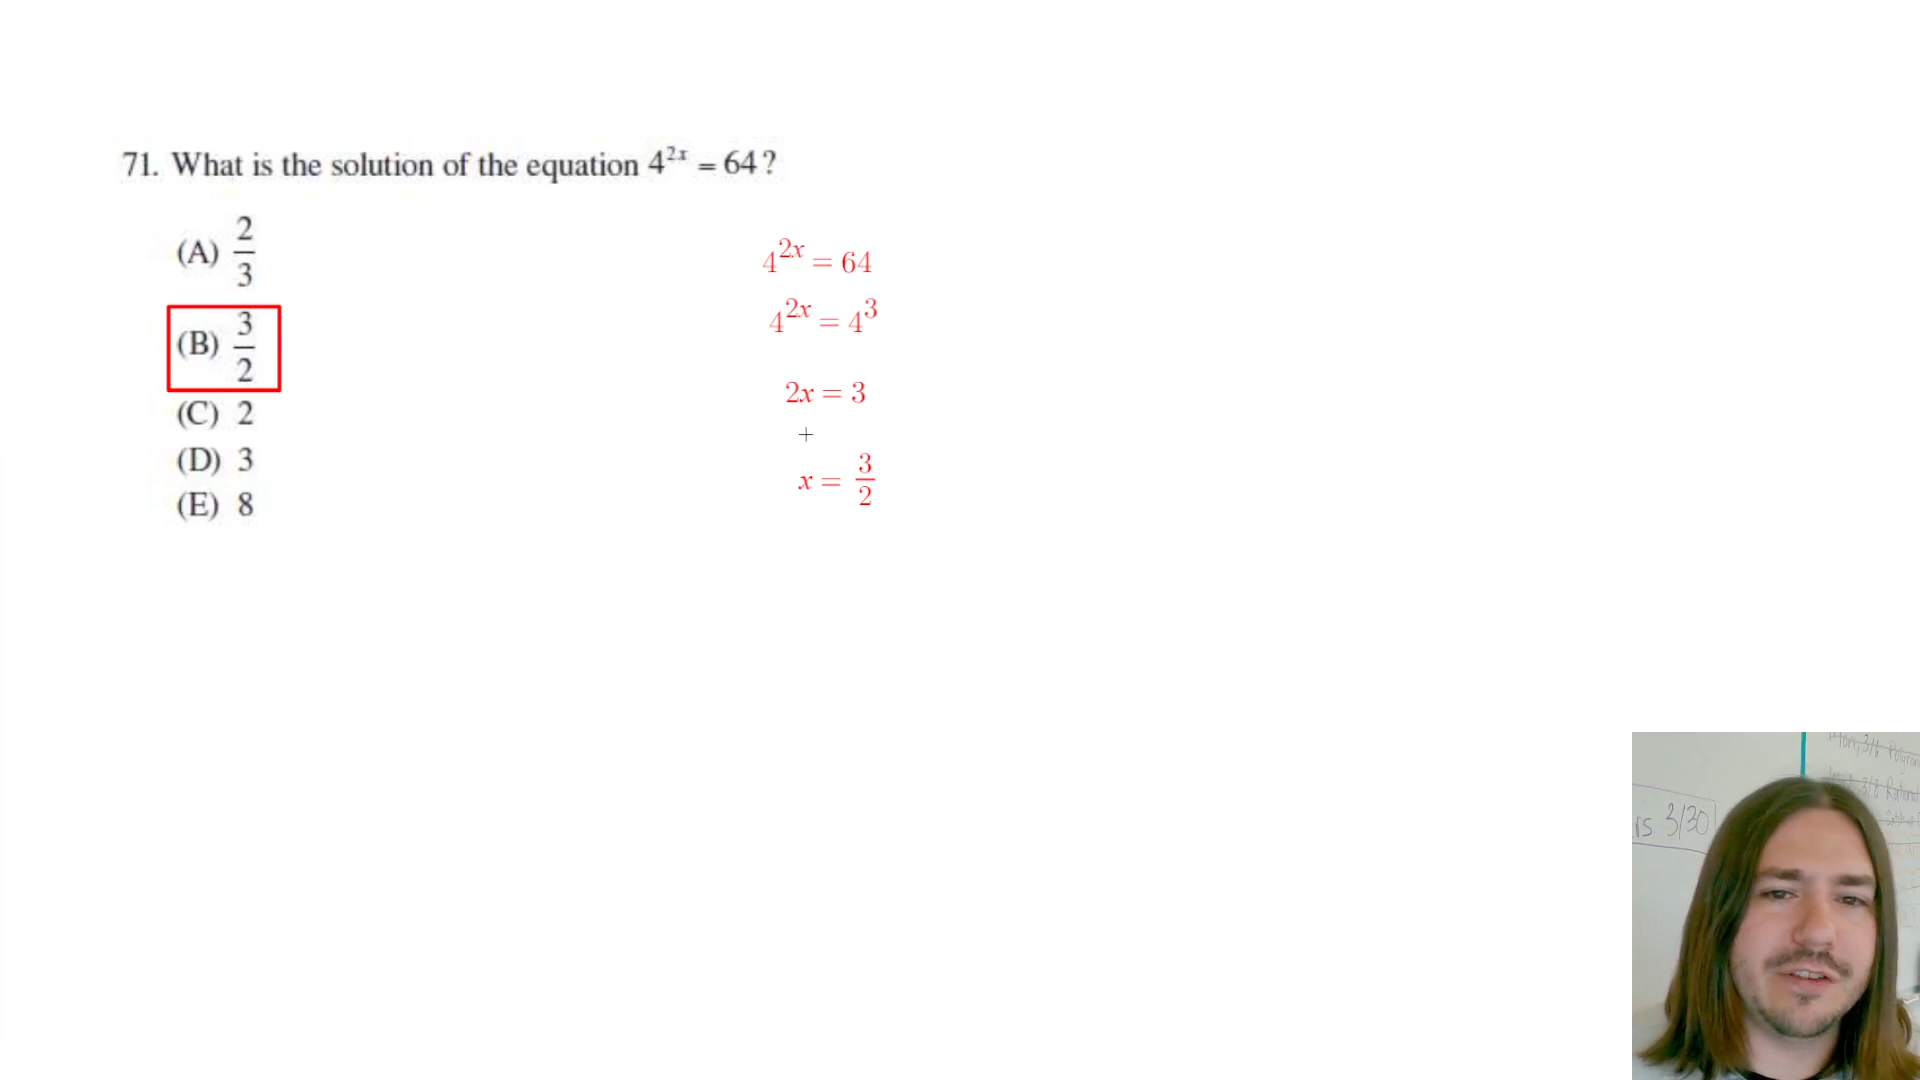 71. What is the solution of the equation 4^{2x} = 64?
(A) 2/3
(B) 3/2
(C) 2
(D) 3
(E) 8
4^{2x} = 64
4^{2x} = 4^3
2x = 3
x = 3/2
rs 3/30